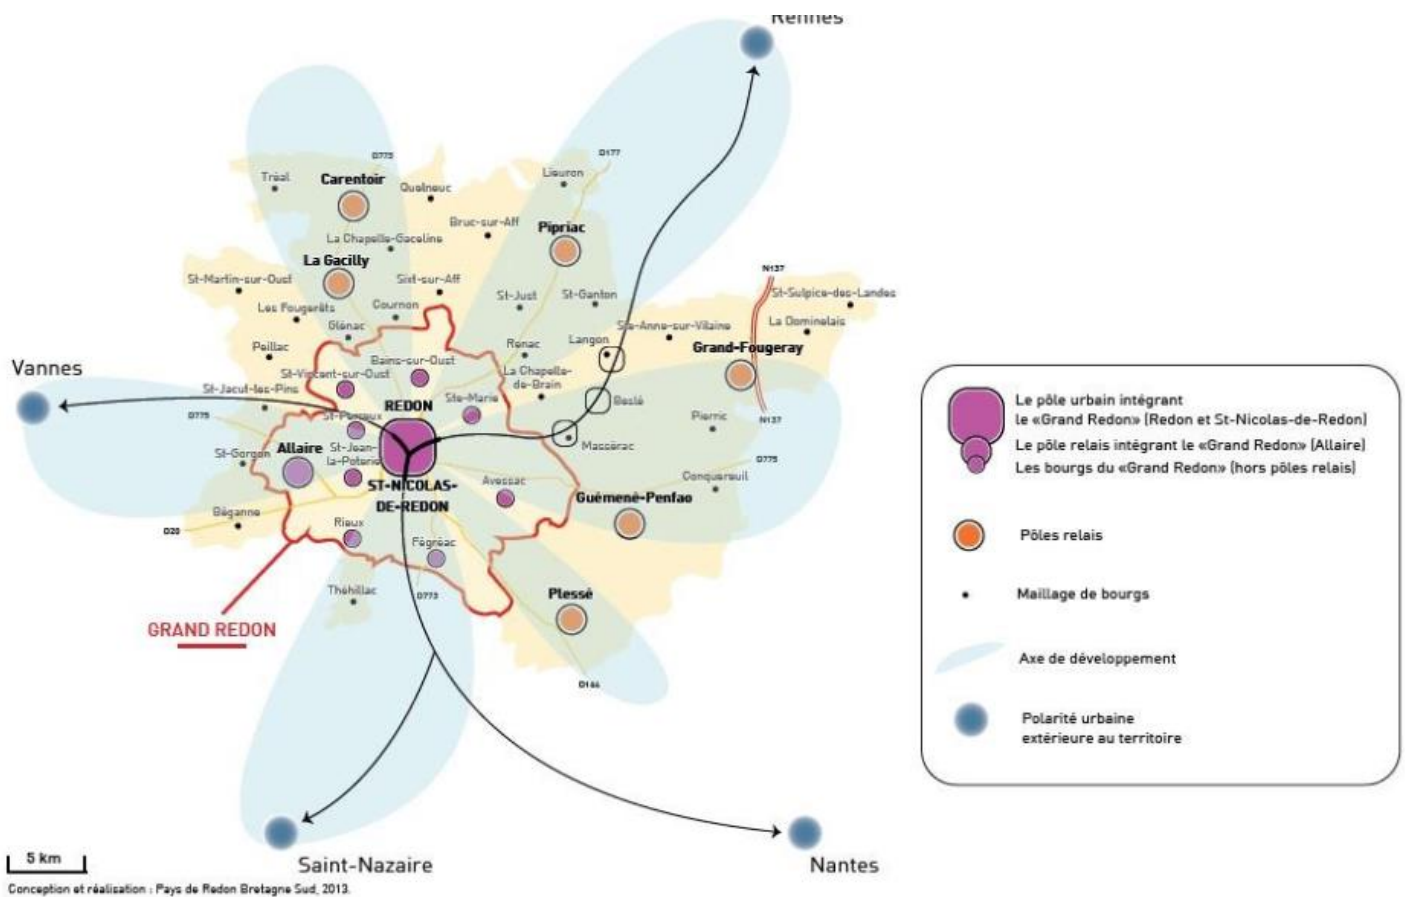 Rennes
D773
D177
Tréal
Carentoir
Quelneuc
Lieuron
Bruc-sur-Aff
Pipriac
La Chapelle-Gaceline
La Gacilly
N137
St-Martin-sur-Oust
Sixt-sur-Aff
St-Just
St-Ganton
St-Sulpice-des-Landes
Les Fougerêts
Cournon
La Dominelais
Glénac
Ste-Anne-sur-Vilaine
Langon
Renac
Grand-Fougeray
Peillac
Bains-sur-Oust
Vannes
St-Vincent-sur-Oust
La Chapelle-
de-Brain
St-Jacut-les-Pins
REDON
Ste-Marie
Beslé
D775
St-Perreux
N137
Pierric
Massérac
Allaire
St-Jean-
la-Poterie
St-Gorgon
D775
Avessac
Conquereuil
ST-NICOLAS-
DE-REDON
Guémené-Penfao
Béganne
Rieux
D20
Fégréac
Théhillac
D773
Plessé
GRAND REDON
D164
Saint-Nazaire
Nantes
5 km
Conception et réalisation : Pays de Redon Bretagne Sud, 2013.
Le pôle urbain intégrant
le «Grand Redon» (Redon et St-Nicolas-de-Redon)
Le pôle relais intégrant le «Grand Redon» (Allaire)
Les bourgs du «Grand Redon» (hors pôles relais)
Pôles relais
Maillage de bourgs
Axe de développement
Polarité urbaine
extérieure au territoire